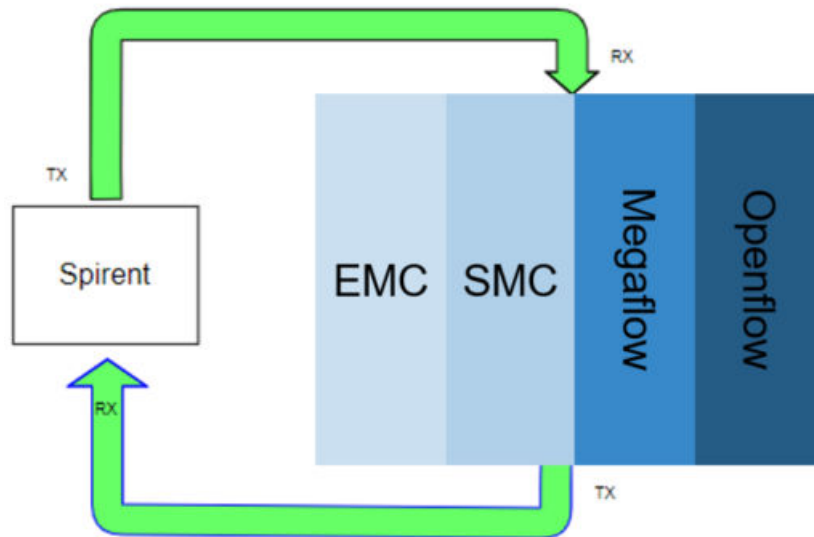 RX
TX
Spirent
EMC
SMC
Megaflow
Openflow
RX
TX